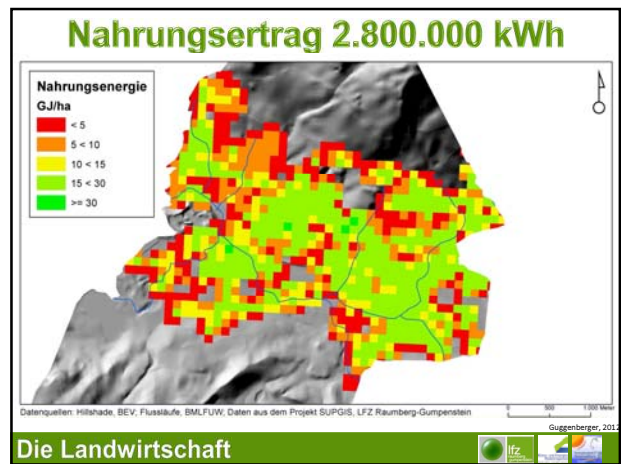 Nahrungsertrag 2.800.000 kWh
Nahrungsenergie
GJ/ha
< 5
5 < 10
10 < 15
15 < 30
>= 30
Datenquellen: Hillshade, BEV; Flussläufe, BMLFUW; Daten aus dem Projekt SUPGIS, LFZ Raumberg-Gumpenstein
0 500 1.000 Meter
Guggenberger, 2012
Die Landwirtschaft
lfz
raumberg
gumpenstein